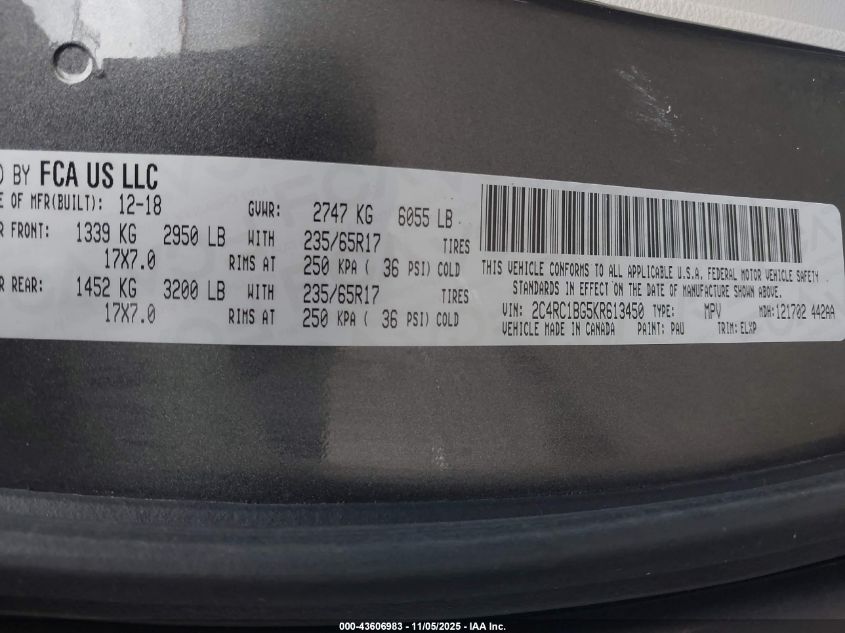 BY FCA US LLC
E OF MFR(BUILT): 12-18 GVWR: 2747 KG 6055 LB
R FRONT: 1339 KG 2950 LB WITH 235/65R17 TIRES
17X7.0 RIMS AT 250 KPA ( 36 PSI) COLD
R REAR: 1452 KG 3200 LB WITH 235/65R17 TIRES
17X7.0 RIMS AT 250 KPA ( 36 PSI) COLD
THIS VEHICLE CONFORMS TO ALL APPLICABLE U.S.A. FEDERAL MOTOR VEHICLE SAFETY
STANDARDS IN EFFECT ON THE DATE OF MANUFACTURE SHOWN ABOVE.
VIN: 2C4RC1BG5KR613450 TYPE: MPV MDH: 121702 442AA
VEHICLE MADE IN CANADA PAINT: PAU TRIM: ELXP
000-43606983 - 11/05/2025 - IAA Inc.